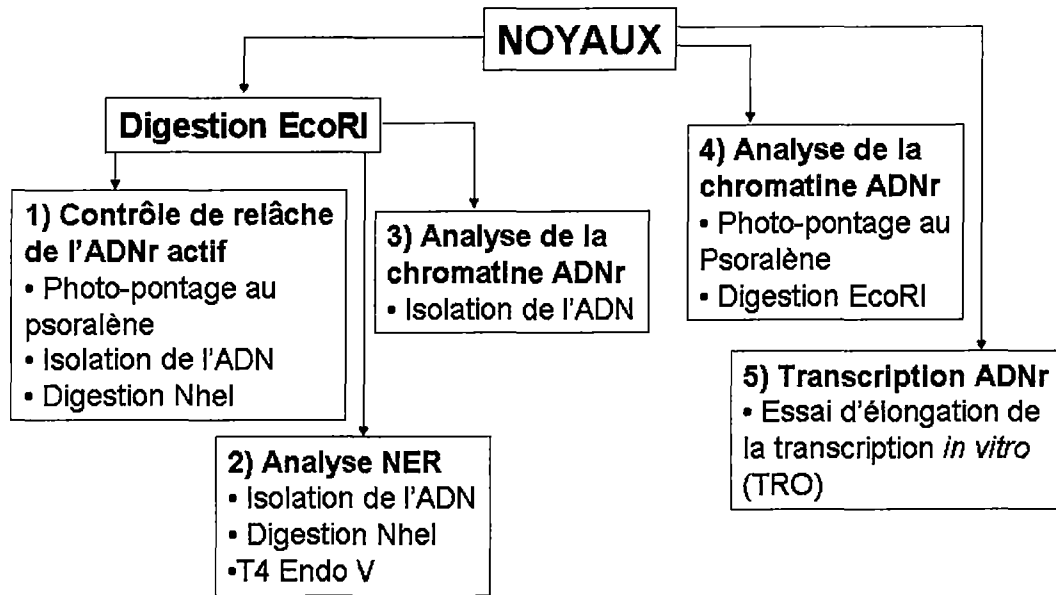 NOYAUX
Digestion EcoRI
1) Contrôle de relâche
de l'ADNr actif
• Photo-pontage au
psoralène
• Isolation de l'ADN
• Digestion NheI
2) Analyse NER
• Isolation de l'ADN
• Digestion NheI
•T4 Endo V
3) Analyse de la
chromatine ADNr
• Isolation de l'ADN
4) Analyse de la
chromatine ADNr
• Photo-pontage au
Psoralène
• Digestion EcoRI
5) Transcription ADNr
• Essai d'élongation de
la transcription in vitro
(TRO)